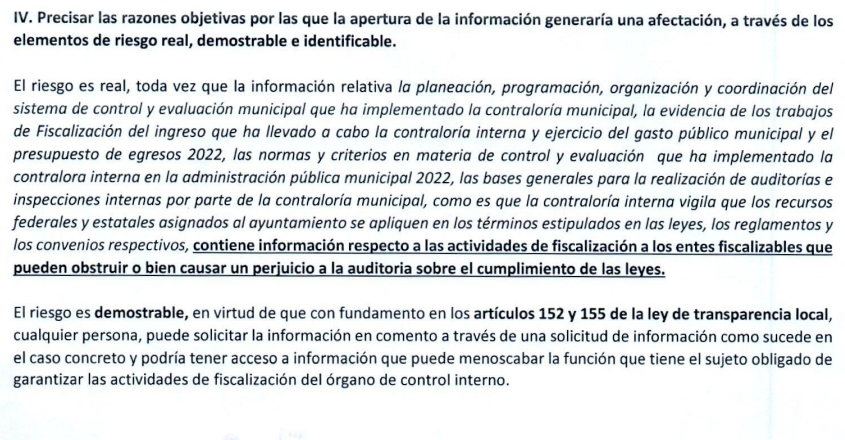 IV. Precisar las razones objetivas por las que la apertura de la información generaría una afectación, a través de los
elementos de riesgo real, demostrable e identificable.
El riesgo es real, toda vez que la información relativa la planeación, programación, organización y coordinación del
sistema de control y evaluación municipal que ha implementado la contraloría municipal, la evidencia de los trabajos
de Fiscalización del ingreso que ha llevado a cabo la contraloría interna y ejercicio del gasto público municipal y el
presupuesto de egresos 2022, las normas y criterios en materia de control y evaluación que ha implementado la
contralora interna en la administración pública municipal 2022, las bases generales para la realización de auditorías e
inspecciones internas por parte de la contraloría municipal, como es que la contraloría interna vigila que los recursos
federales y estatales asignados al ayuntamiento se apliquen en los términos estipulados en las leyes, los reglamentos y
los convenios respectivos, contiene información respecto a las actividades de fiscalización a los entes fiscalizables que
pueden obstruir o bien causar un perjuicio a la auditoria sobre el cumplimiento de las leyes.
El riesgo es demostrable, en virtud de que con fundamento en los artículos 152 y 155 de la ley de transparencia local,
cualquier persona, puede solicitar la información en comento a través de una solicitud de información como sucede en
el caso concreto y podría tener acceso a información que puede menoscabar la función que tiene el sujeto obligado de
garantizar las actividades de fiscalización del órgano de control interno.